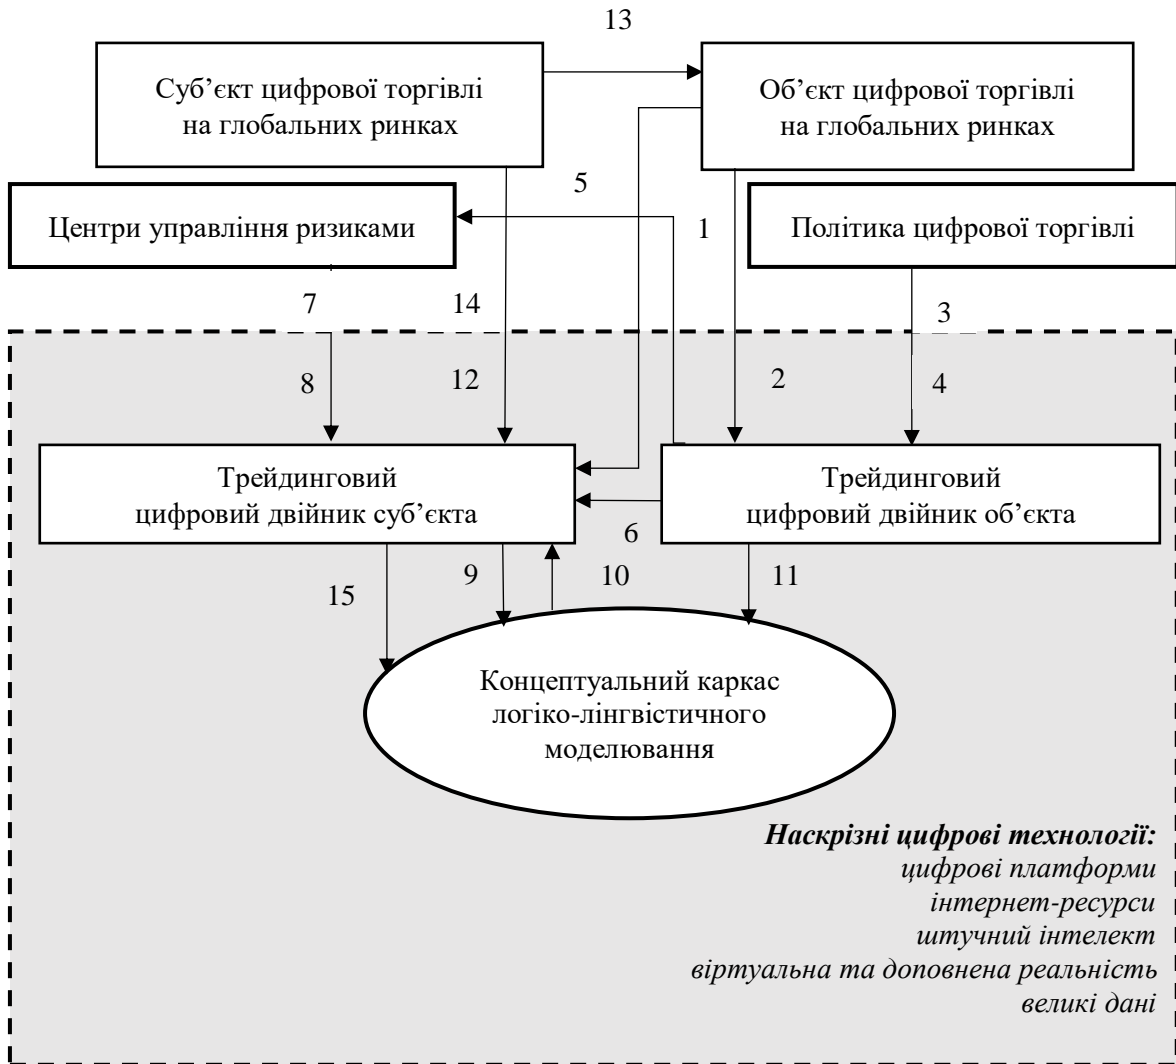 13
Суб’єкт цифрової торгівлі
на глобальних ринках
Об’єкт цифрової торгівлі
на глобальних ринках
5
1
Центри управління ризиками
Політика цифрової торгівлі
7
14
3
8
12
2
4
Трейдинговий
цифровий двійник суб’єкта
Трейдинговий
цифровий двійник об’єкта
6
15
9
10
11
Концептуальний каркас
логіко-лінгвістичного
моделювання
Наскрізні цифрові технології:
цифрові платформи
інтернет-ресурси
штучний інтелект
віртуальна та доповнена реальність
великі дані